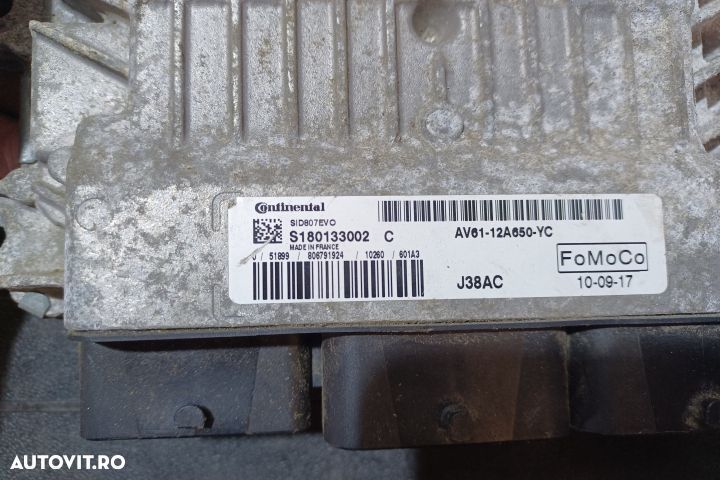 Continental
SID807EVO
S180133002 C
MADE IN FRANCE
/ 51899 / 806791924 / 10260 / 601A3
AV61-12A650-YC
FoMoCo
J38AC
10-09-17
AUTOVIT.RO